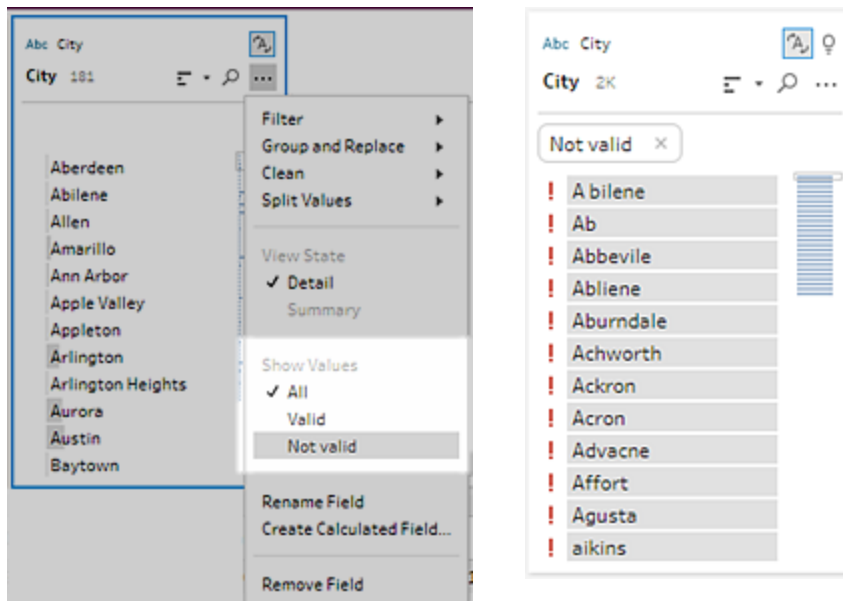 Abc City
City 181
Aberdeen
Abilene
Allen
Amarillo
Ann Arbor
Apple Valley
Appleton
Arlington
Arlington Heights
Aurora
Austin
Baytown
Filter
Group and Replace
Clean
Split Values
View State
✓ Detail
Summary
Show Values
✓ All
Valid
Not valid
Rename Field
Create Calculated Field...
Remove Field
Abc City
City 2K
Not valid ×
! A bilene
! Ab
! Abbevile
! Abliene
! Aburndale
! Achworth
! Ackron
! Acron
! Advacne
! Affort
! Agusta
! aikins